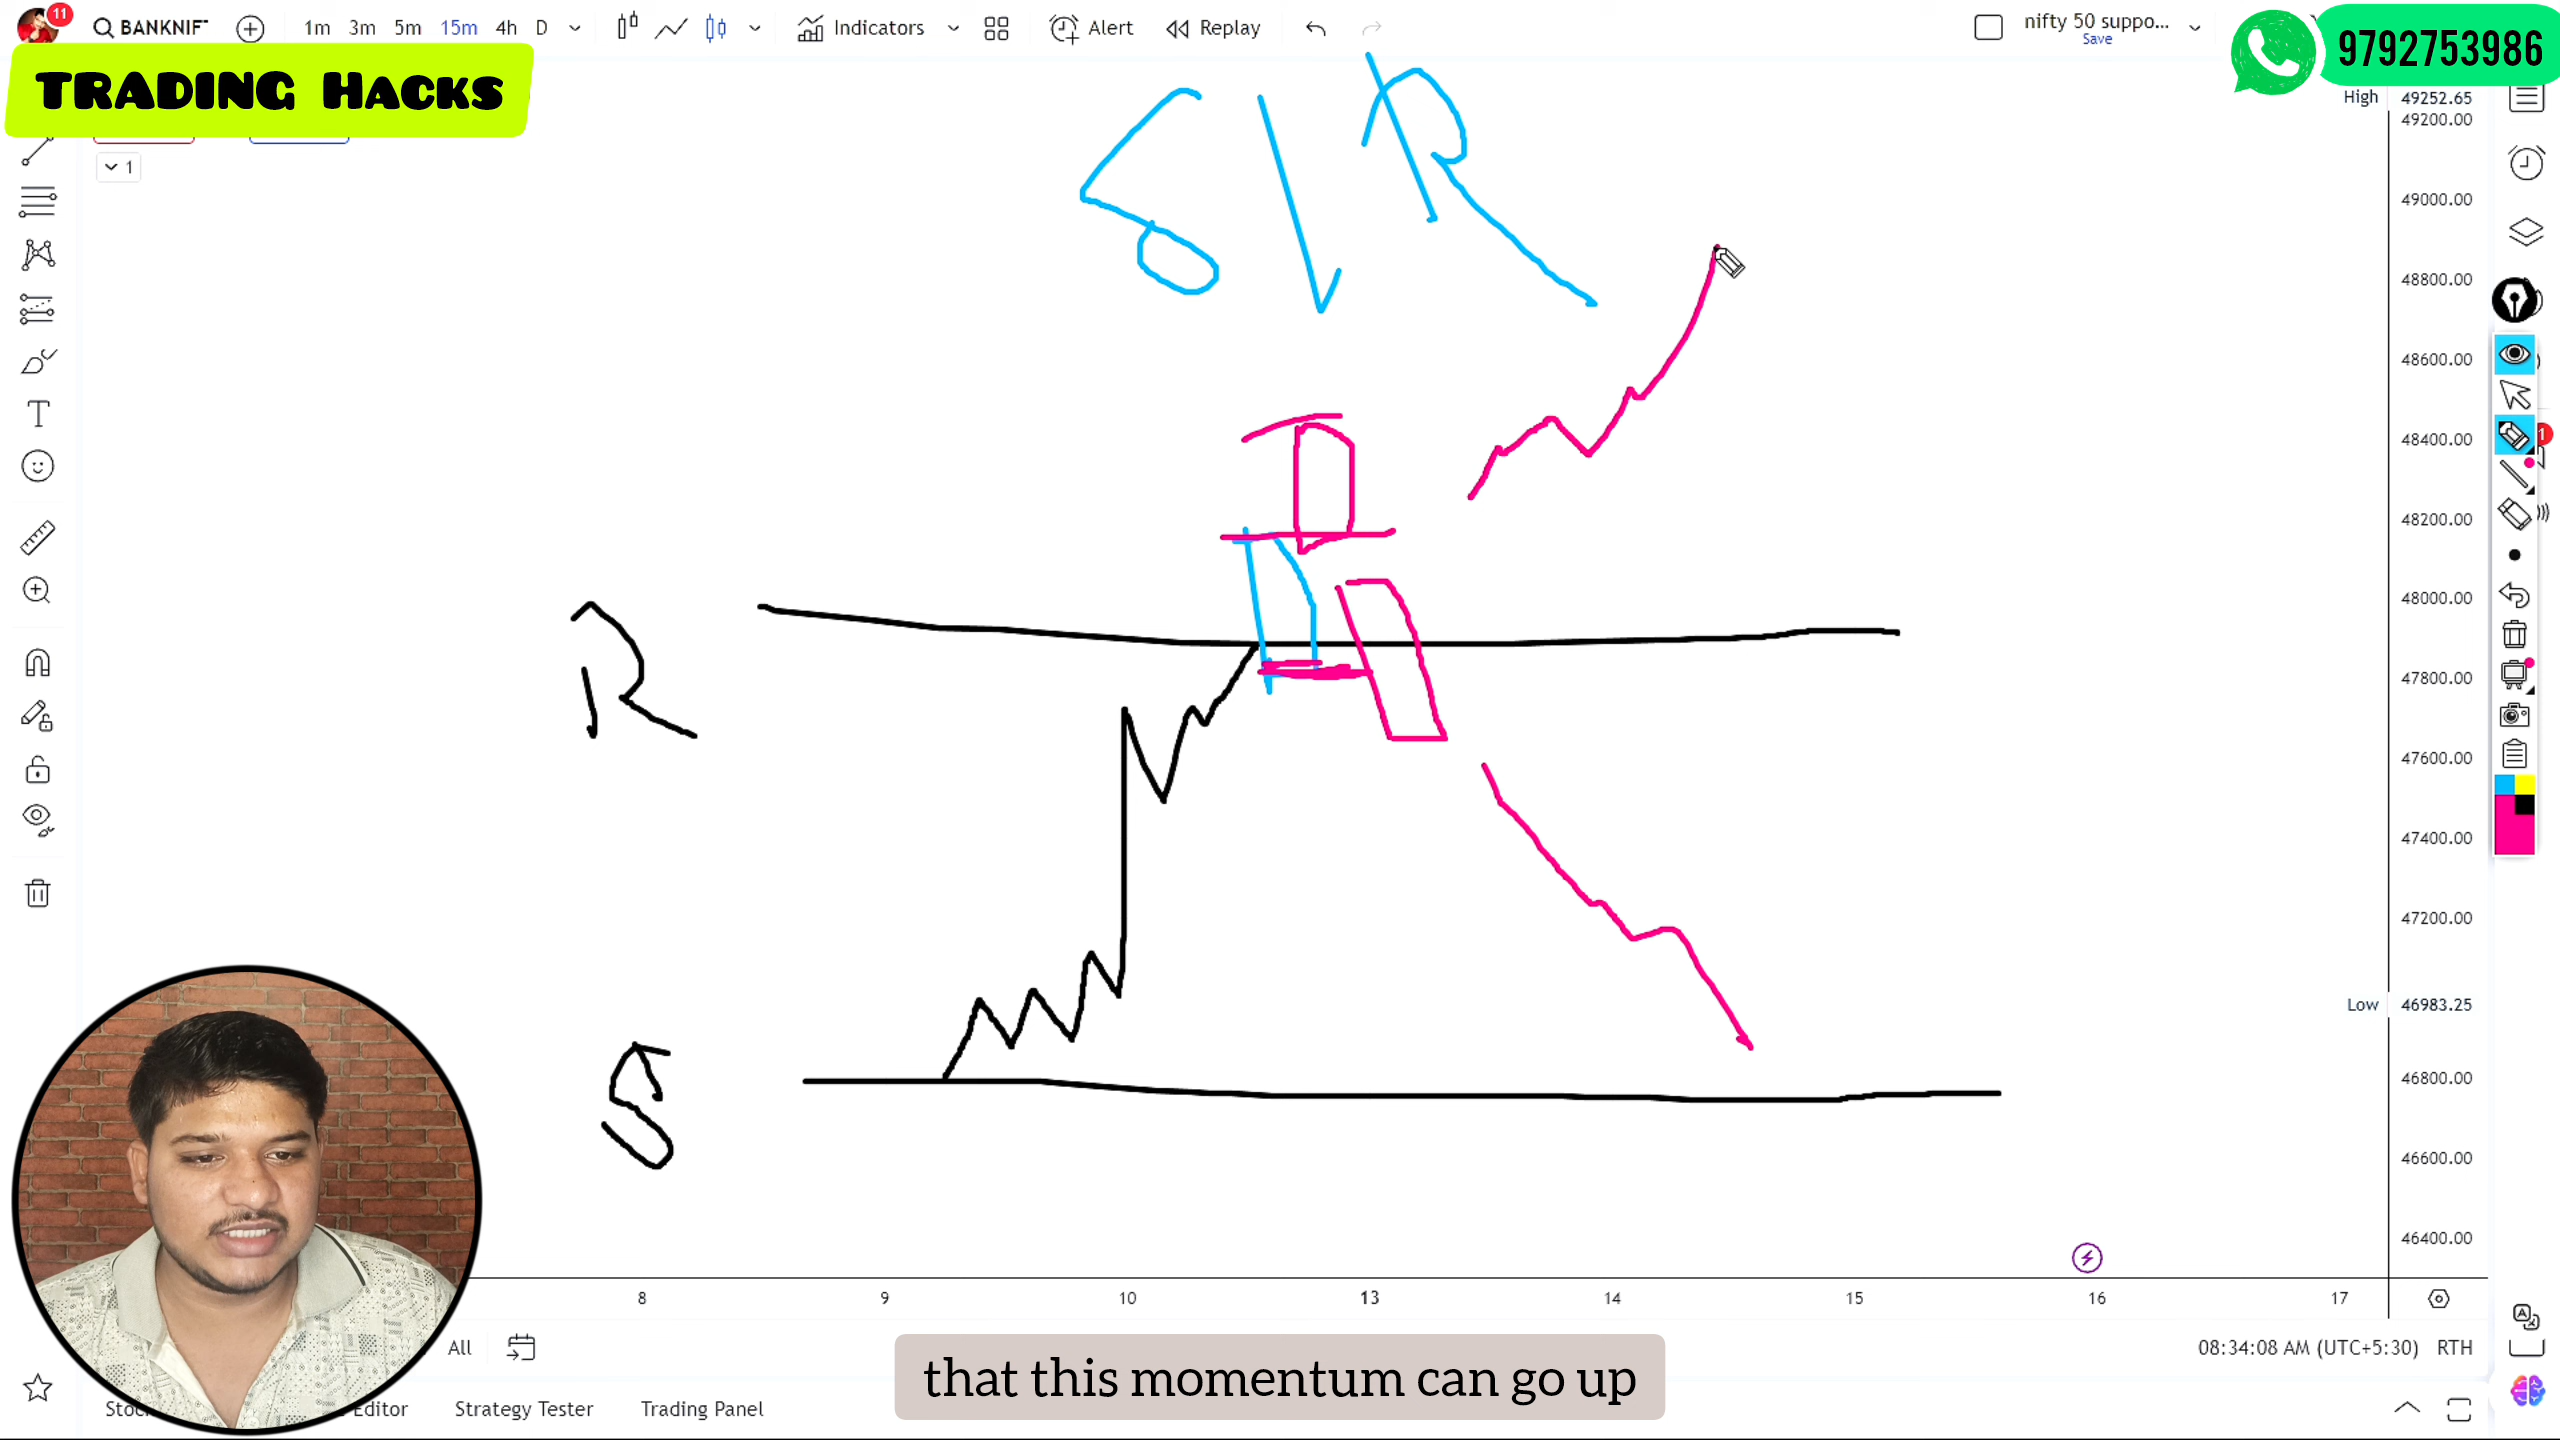 11
BANKNIF
1m 3m 5m 15m 4h D
Indicators
Alert
Replay
nifty 50 suppo...
Save
9792753986
TRADING HACKS
1
S R
High 49252.65
49200.00
49000.00
48800.00
48600.00
48400.00
1
48200.00
48000.00
R
47800.00
47600.00
47400.00
47200.00
Low 46983.25
46800.00
S
46600.00
46400.00
8 9 10 13 14 15 16 17
All
08:34:08 AM (UTC+5:30) RTH
that this momentum can go up
Stoc Editor Strategy Tester Trading Panel